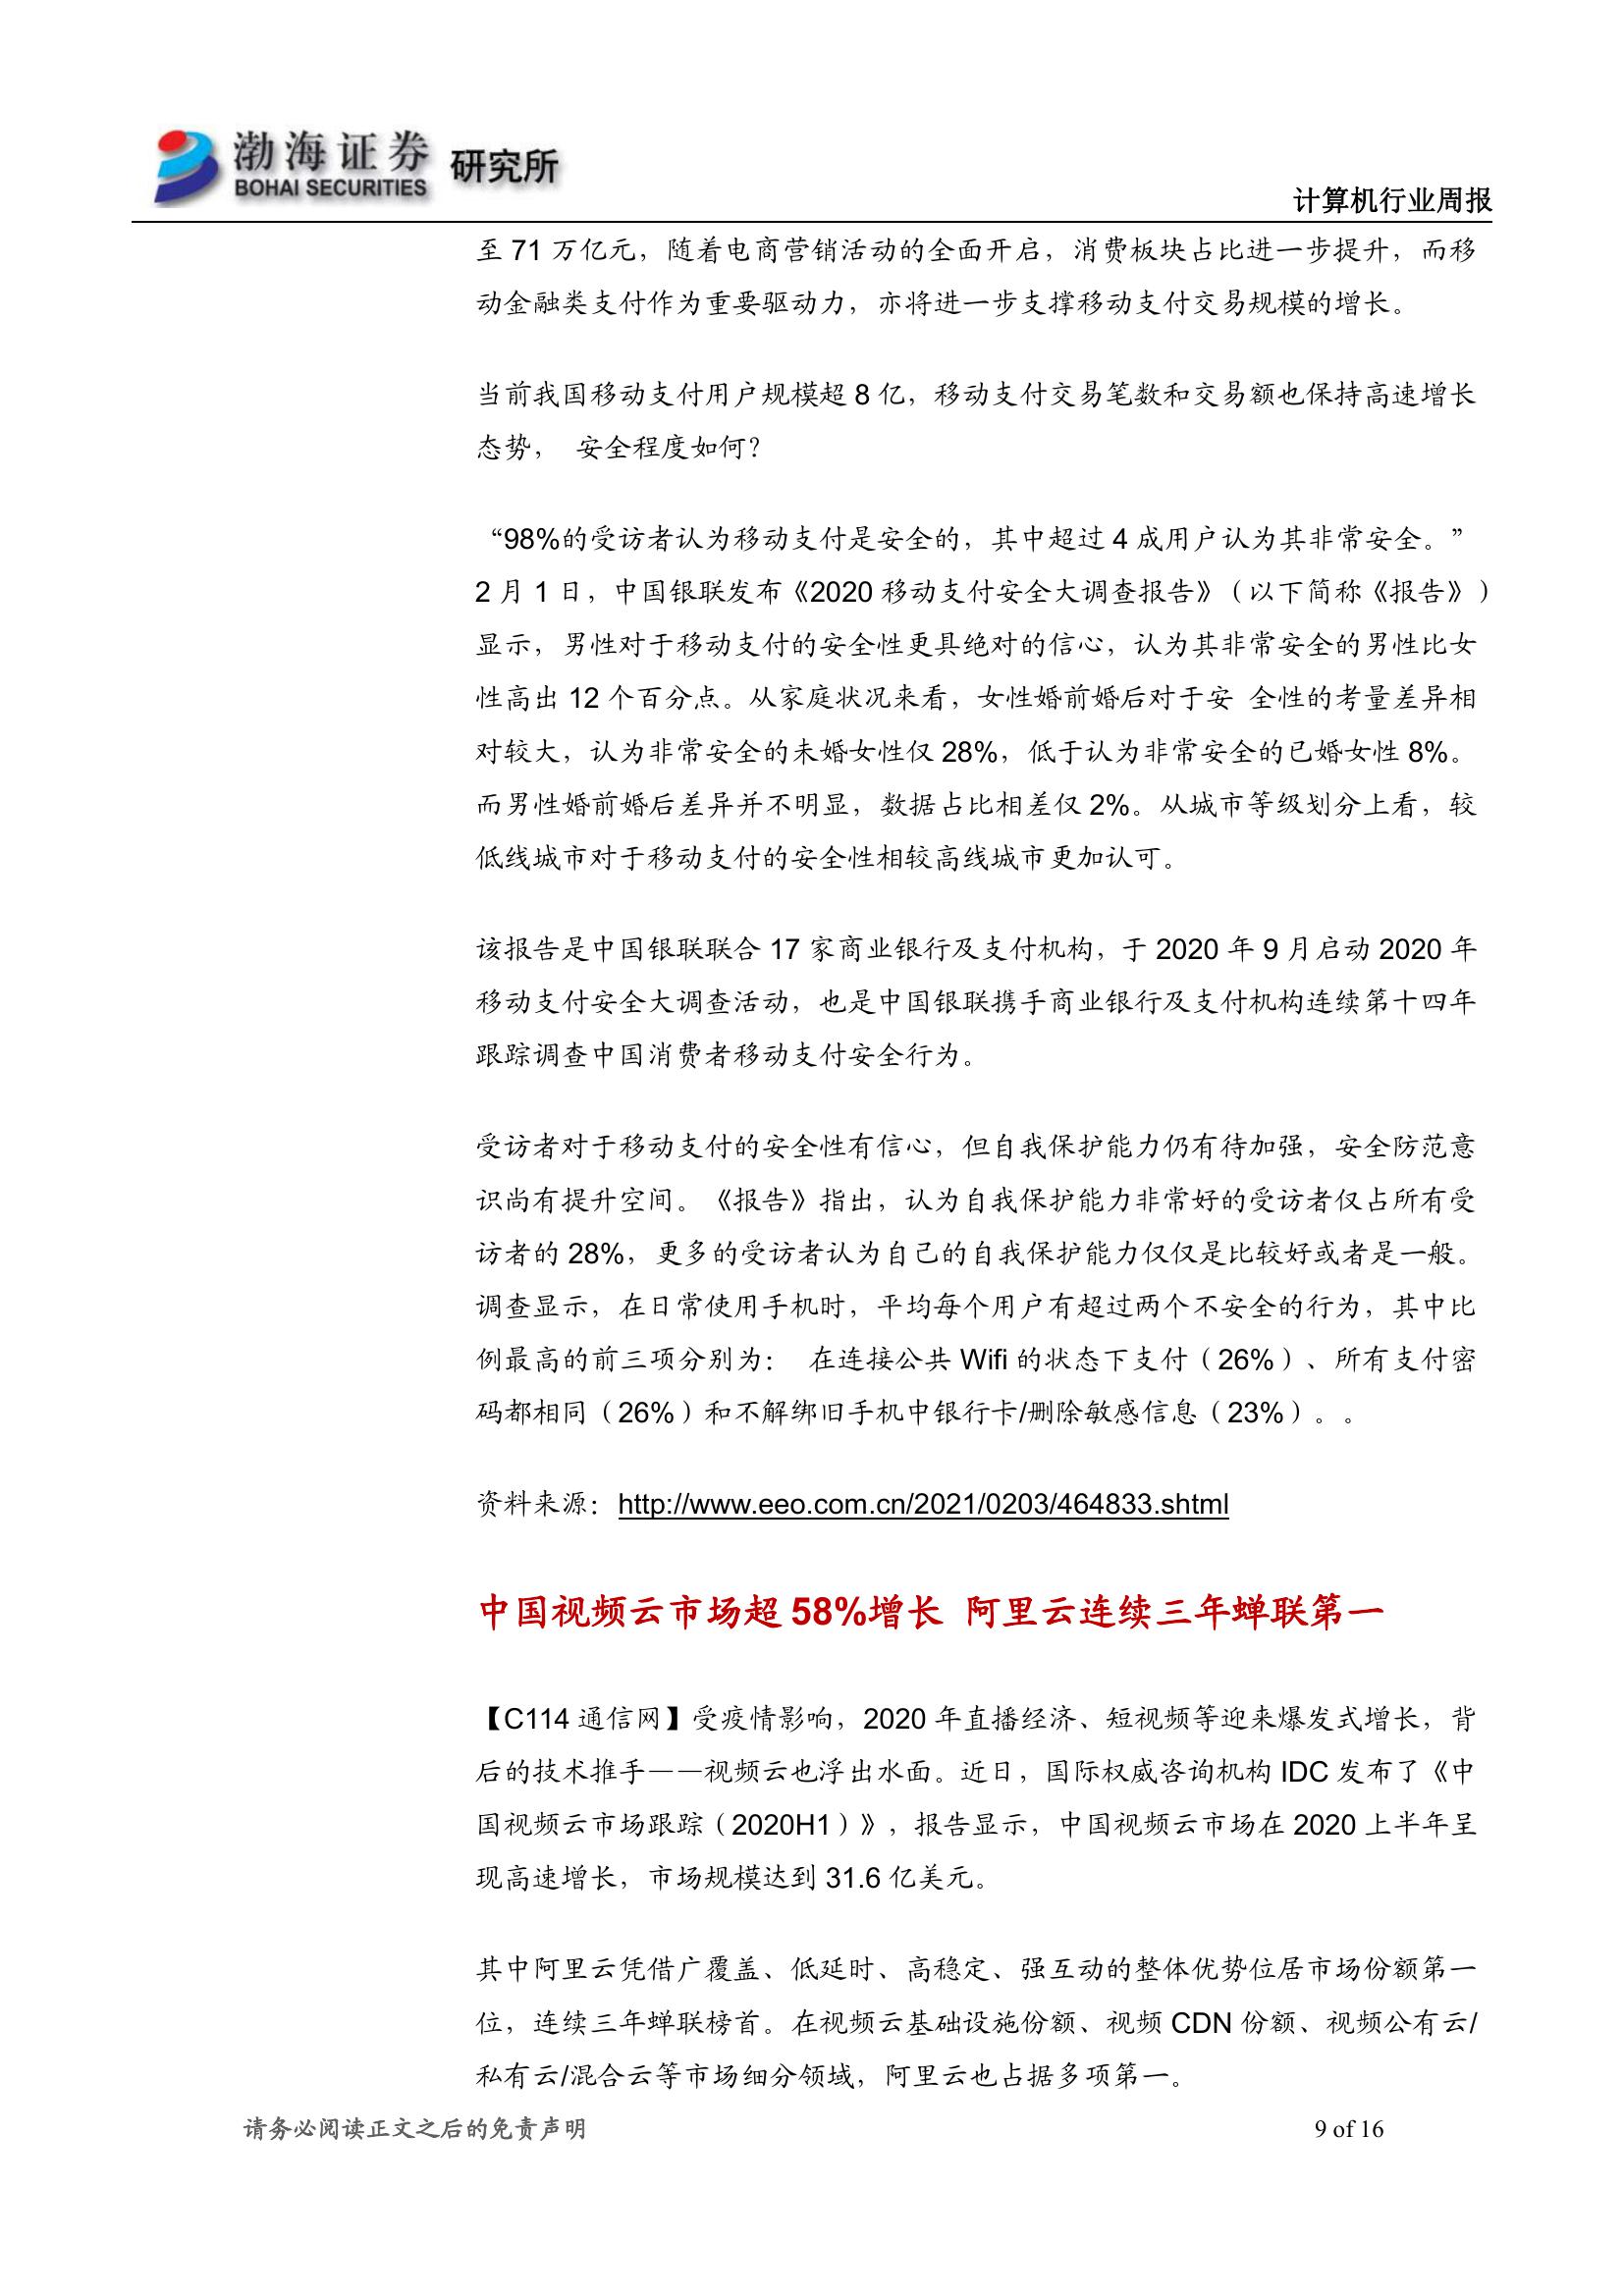 渤海证券 研究所
BOHAI SECURITIES
计算机行业周报
至 71 万亿元，随着电商营销活动的全面开启，消费板块占比进一步提升，而移
动金融类支付作为重要驱动力，亦将进一步支撑移动支付交易规模的增长。
当前我国移动支付用户规模超 8 亿，移动支付交易笔数和交易额也保持高速增长
态势， 安全程度如何？
“98%的受访者认为移动支付是安全的，其中超过 4 成用户认为其非常安全。”
2 月 1 日，中国银联发布《2020 移动支付安全大调查报告》（以下简称《报告》）
显示，男性对于移动支付的安全性更具绝对的信心，认为其非常安全的男性比女
性高出 12 个百分点。从家庭状况来看，女性婚前婚后对于安 全性的考量差异相
对较大，认为非常安全的未婚女性仅 28%，低于认为非常安全的已婚女性 8%。
而男性婚前婚后差异并不明显，数据占比相差仅 2%。从城市等级划分上看，较
低线城市对于移动支付的安全性相较高线城市更加认可。
该报告是中国银联联合 17 家商业银行及支付机构，于 2020 年 9 月启动 2020 年
移动支付安全大调查活动，也是中国银联携手商业银行及支付机构连续第十四年
跟踪调查中国消费者移动支付安全行为。
受访者对于移动支付的安全性有信心，但自我保护能力仍有待加强，安全防范意
识尚有提升空间。《报告》指出，认为自我保护能力非常好的受访者仅占所有受
访者的 28%，更多的受访者认为自己的自我保护能力仅仅是比较好或者是一般。
调查显示，在日常使用手机时，平均每个用户有超过两个不安全的行为，其中比
例最高的前三项分别为： 在连接公共 Wifi 的状态下支付（26%）、所有支付密
码都相同（26%）和不解绑旧手机中银行卡/删除敏感信息（23%）。。
资料来源：http://www.eeo.com.cn/2021/0203/464833.shtml
中国视频云市场超 58%增长 阿里云连续三年蝉联第一
【C114 通信网】受疫情影响，2020 年直播经济、短视频等迎来爆发式增长，背
后的技术推手——视频云也浮出水面。近日，国际权威咨询机构 IDC 发布了《中
国视频云市场跟踪（2020H1）》，报告显示，中国视频云市场在 2020 上半年呈
现高速增长，市场规模达到 31.6 亿美元。
其中阿里云凭借广覆盖、低延时、高稳定、强互动的整体优势位居市场份额第一
位，连续三年蝉联榜首。在视频云基础设施份额、视频 CDN 份额、视频公有云/
私有云/混合云等市场细分领域，阿里云也占据多项第一。
请务必阅读正文之后的免责声明
9 of 16